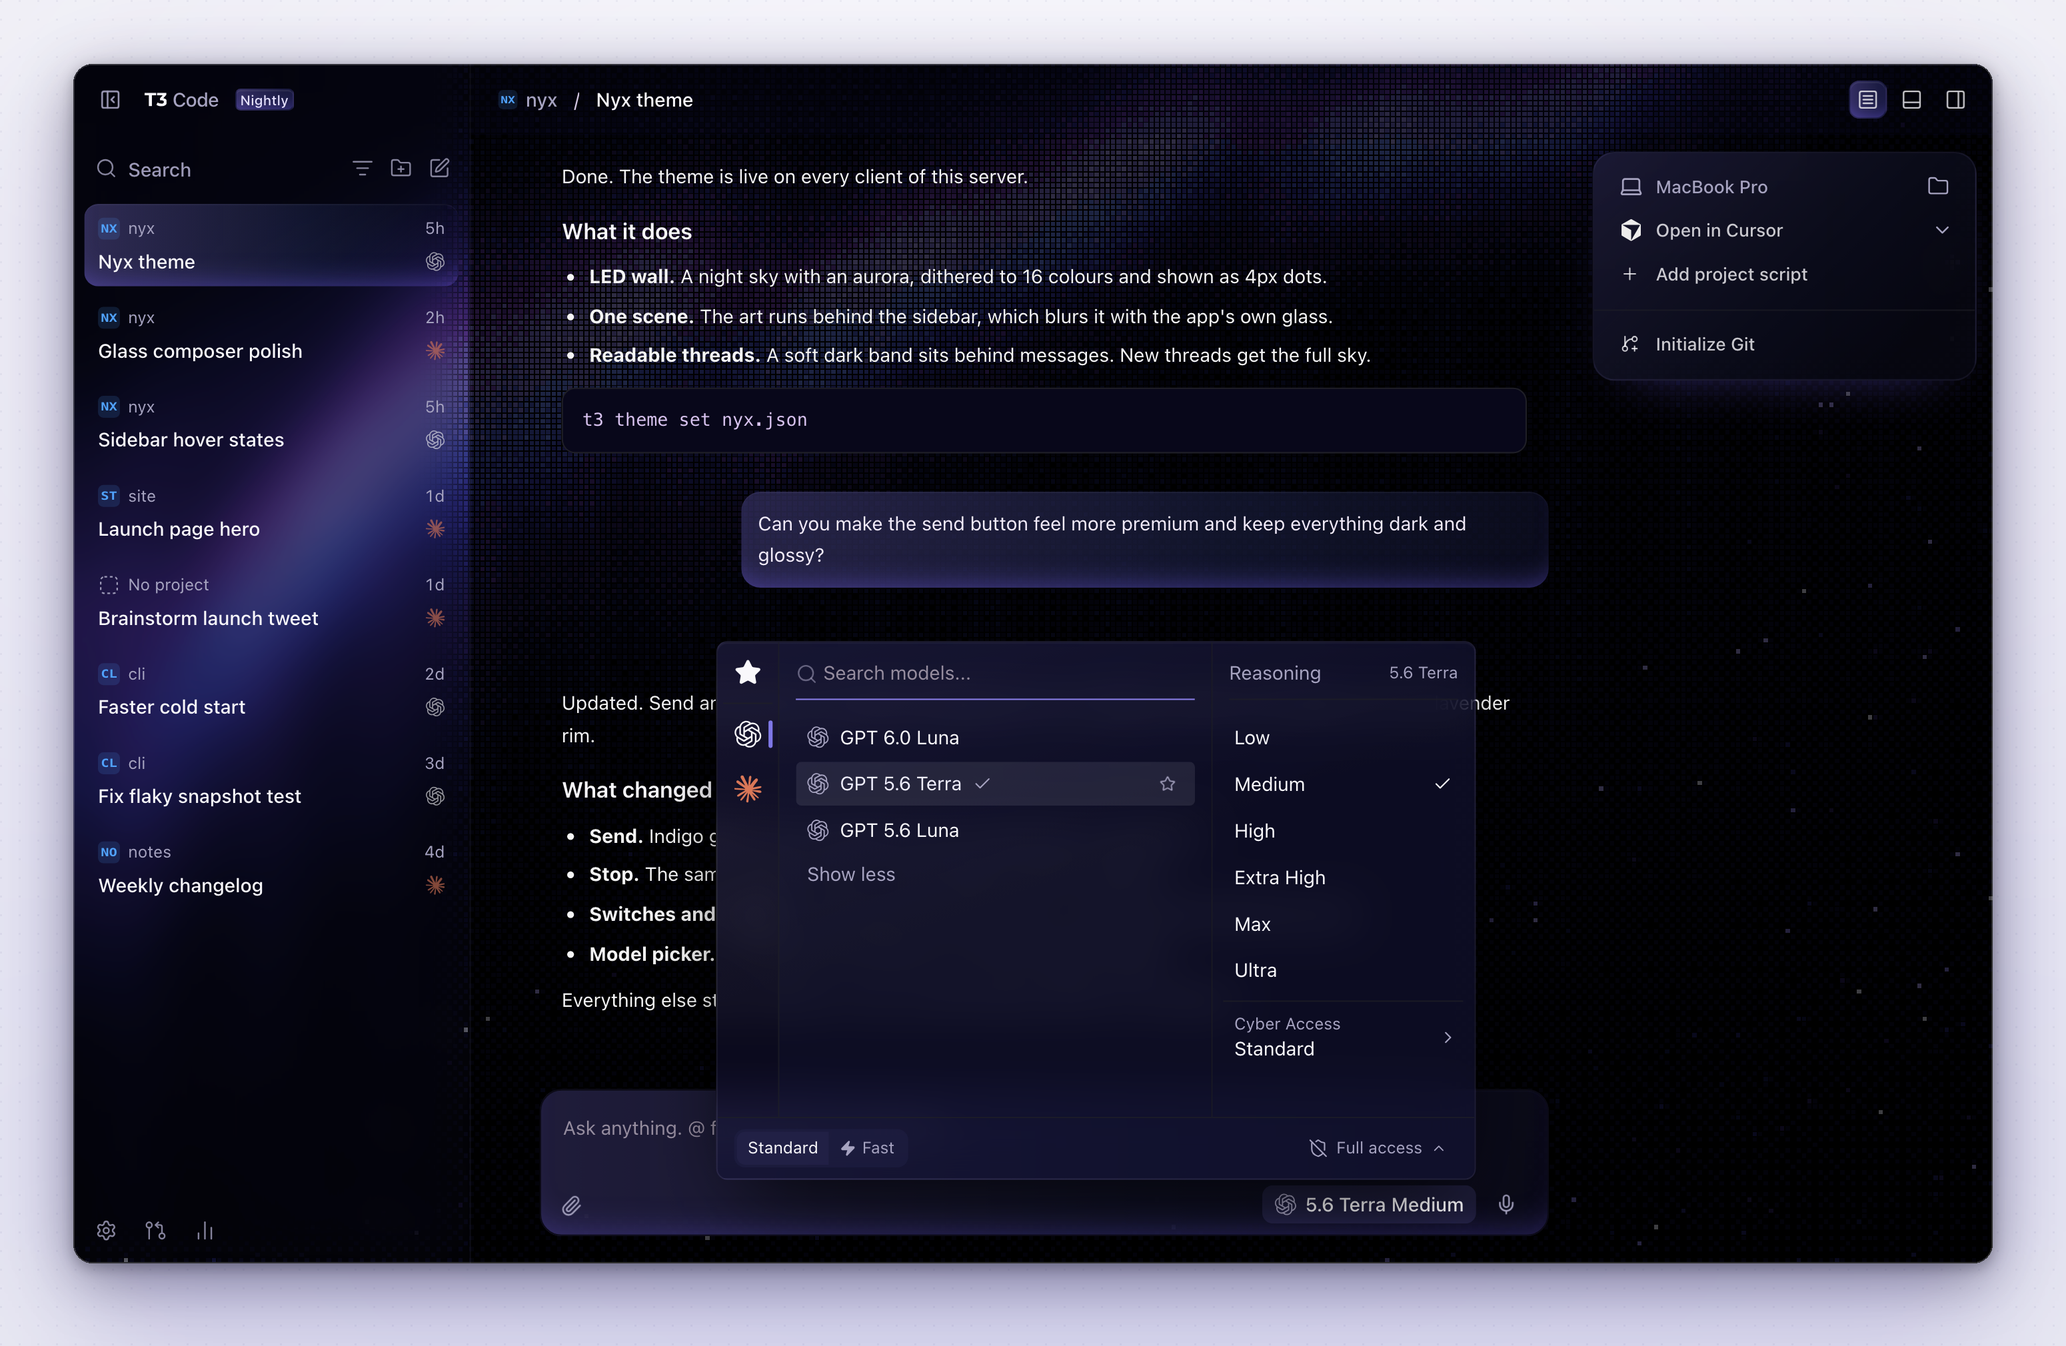 T3 Code Nightly
Search
NX nyx 5h
Nyx theme
NX nyx 2h
Glass composer polish
NX nyx 5h
Sidebar hover states
ST site 1d
Launch page hero
No project 1d
Brainstorm launch tweet
CL cli 2d
Faster cold start
CL cli 3d
Fix flaky snapshot test
NO notes 4d
Weekly changelog
NX nyx / Nyx theme
Done. The theme is live on every client of this server.
What it does
• LED wall. A night sky with an aurora, dithered to 16 colours and shown as 4px dots.
• One scene. The art runs behind the sidebar, which blurs it with the app's own glass.
• Readable threads. A soft dark band sits behind messages. New threads get the full sky.
t3 theme set nyx.json
Can you make the send button feel more premium and keep everything dark and
glossy?
Updated. Send
rim.
What changed
• Send. Indigo
• Stop. The
• Switches and
• Model picker.
Everything else
Search models...
GPT 6.0 Luna
GPT 5.6 Terra
GPT 5.6 Luna
Show less
Reasoning 5.6 Terra
Low
Medium
High
Extra High
Max
Ultra
Cyber Access
Standard
Standard Fast
Full access
Ask anything. @
5.6 Terra Medium
MacBook Pro
Open in Cursor
+ Add project script
Initialize Git